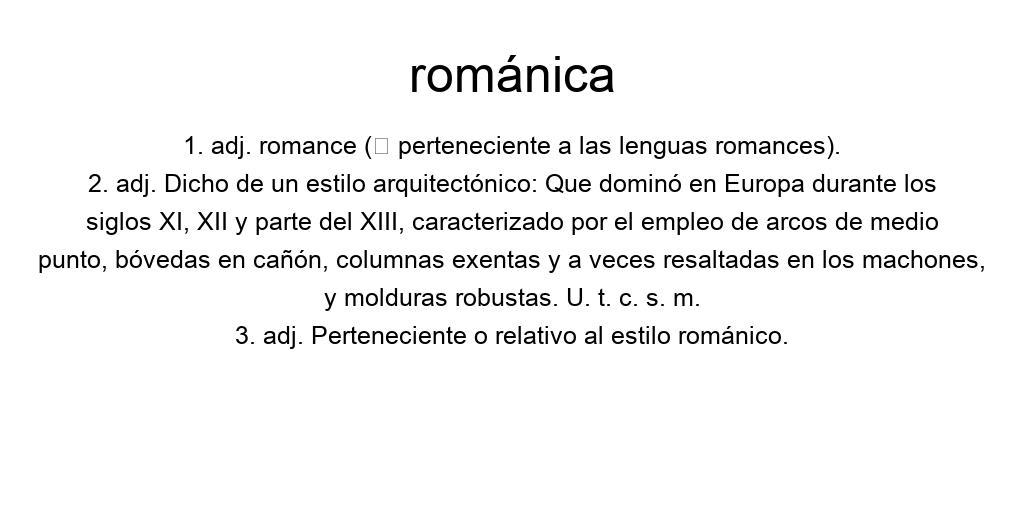 románica
1. adj. romance (□ perteneciente a las lenguas romances).
2. adj. Dicho de un estilo arquitectónico: Que dominó en Europa durante los
siglos XI, XII y parte del XIII, caracterizado por el empleo de arcos de medio
punto, bóvedas en cañón, columnas exentas y a veces resaltadas en los machones,
y molduras robustas. U. t. c. s. m.
3. adj. Perteneciente o relativo al estilo románico.